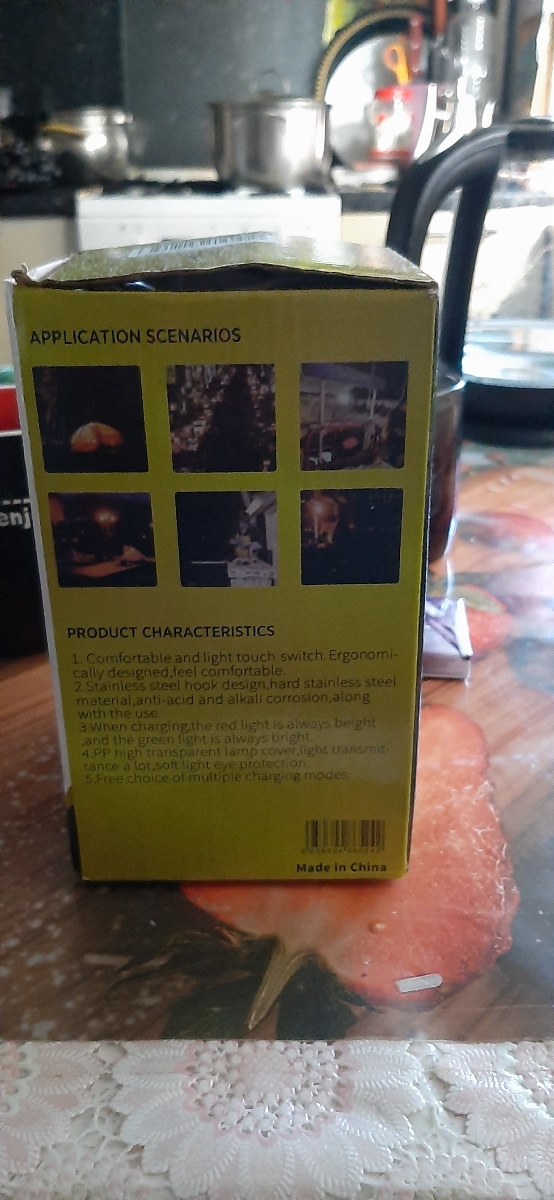 APPLICATION SCENARIOS
PRODUCT CHARACTERISTICS
1. Comfortable and light touch switch. Ergonomi-
cally designed,feel comfortable.
2.Stainless steel hook design,hard stainless steel
material,anti-acid and alkali corrosion,along
with the use
3.When charging,the red light is always beight
,and the green light is always bright.
4.PP high transparent lamp cover,light transmit-
tance a lot,soft light eye protection.
5.Free choice of multiple charging modes.
Made in China
enj